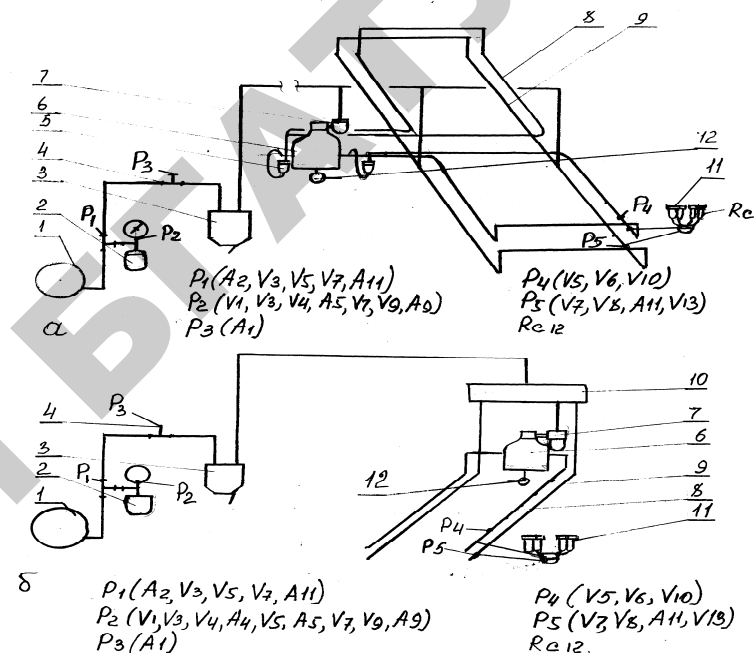 8
9
7
6
5
4
3
2
1
P3
P1
P2
12
11
P4
Rc
P5
P1 (A2, V3, V5, V7, A11)
P2 (V1, V3, V4, A5, V7, V9, A9)
P3 (A1)
P4 (V5, V6, V10)
P5 (V7, V8, A11, V13)
Rc 12
а
10
7
6
9
8
11
4
3
2
1
P3
P1
P2
12
P4
P5
б
P1 (A2, V3, V5, V7, A11)
P2 (V1, V3, V4, A4, V5, A5, V7, V9, A9)
P3 (A1)
P4 (V5, V6, V10)
P5 (V7, V8, A11, V13)
Rc 12.
БГАТУ